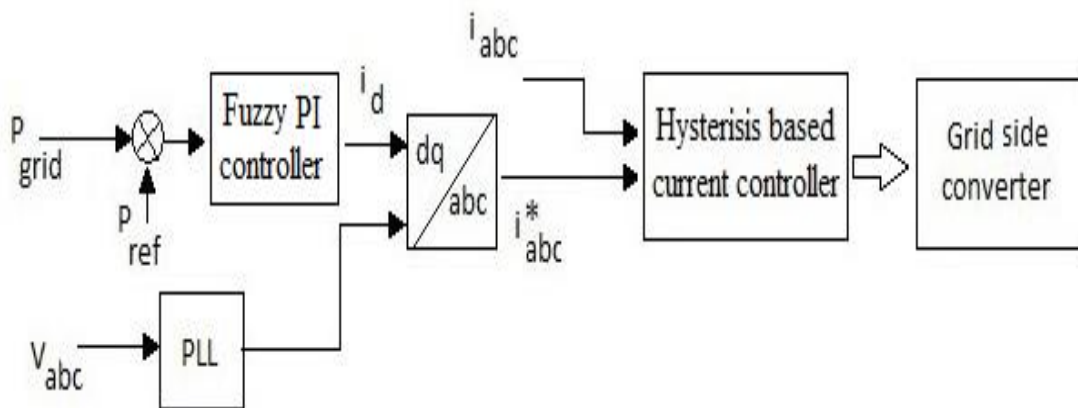 P
grid
P
ref
Fuzzy PI
controller
i
d
dq
abc
i
abc
i*
abc
Hysterisis based
current controller
Grid side
converter
V
abc
PLL